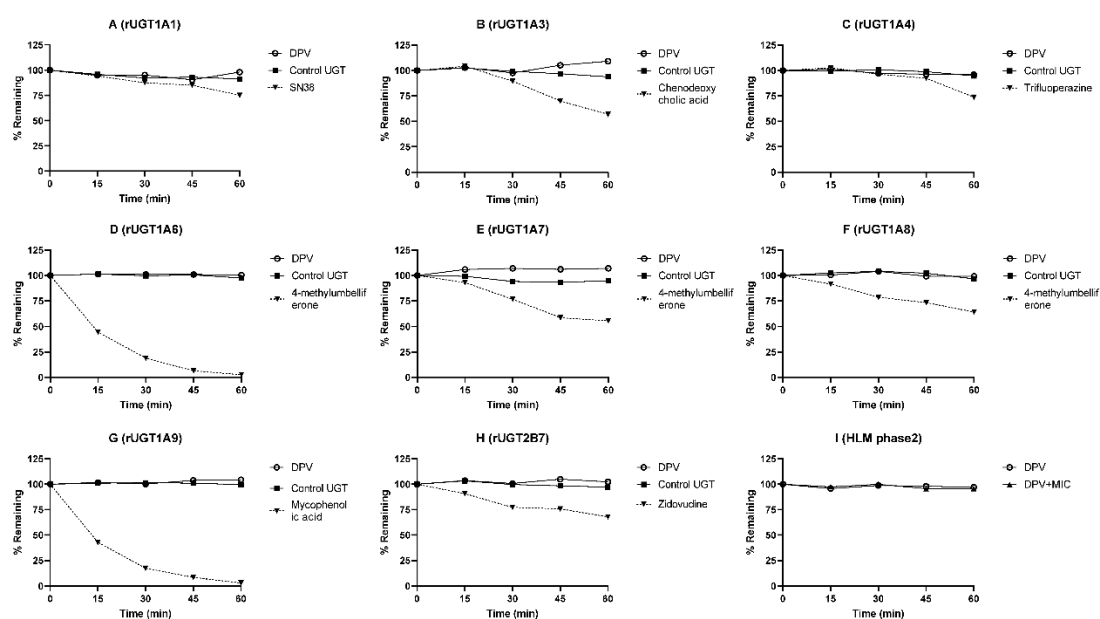 A (rUGT1A1)
% Remaining
125
100
75
50
25
0
0 15 30 45 60
Time (min)
DPV
Control UGT
SN38
B (rUGT1A3)
% Remaining
125
100
75
50
25
0
0 15 30 45 60
Time (min)
DPV
Control UGT
Chenodeoxy
cholic acid
C (rUGT1A4)
% Remaining
125
100
75
50
25
0
0 15 30 45 60
Time (min)
DPV
Control UGT
Trifluoperazine
D (rUGT1A6)
% Remaining
125
100
75
50
25
0
0 15 30 45 60
Time (min)
DPV
Control UGT
4-methylumbellif
erone
E (rUGT1A7)
% Remaining
125
100
75
50
25
0
0 15 30 45 60
Time (min)
DPV
Control UGT
4-methylumbellif
erone
F (rUGT1A8)
% Remaining
125
100
75
50
25
0
0 15 30 45 60
Time (min)
DPV
Control UGT
4-methylumbellif
erone
G (rUGT1A9)
% Remaining
125
100
75
50
25
0
0 15 30 45 60
Time (min)
DPV
Control UGT
Mycophenol
ic acid
H (rUGT2B7)
% Remaining
125
100
75
50
25
0
0 15 30 45 60
Time (min)
DPV
Control UGT
Zidovudine
I (HLM phase2)
% Remaining
125
100
75
50
25
0
0 15 30 45 60
Time (min)
DPV
DPV+MIC